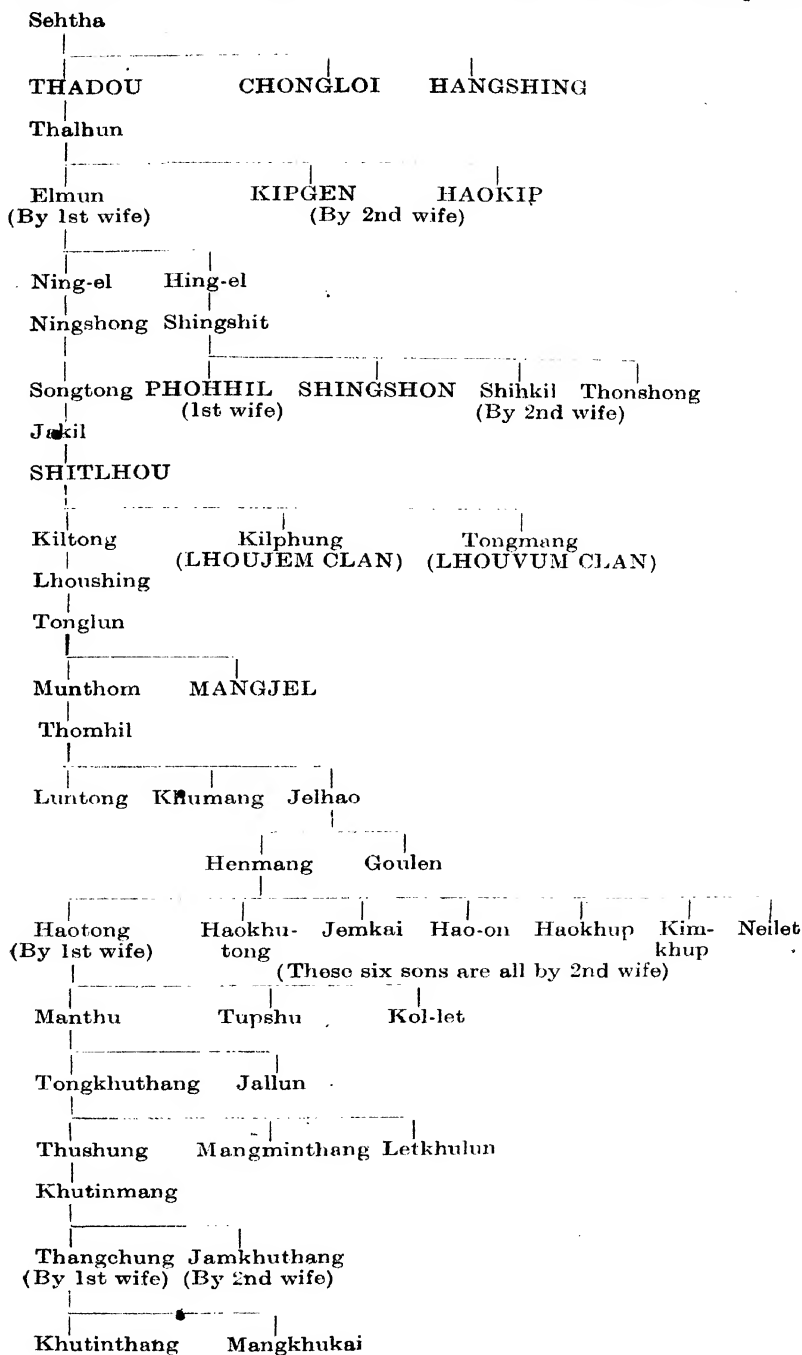 Sehtha
THADOU CHONGLOI HANGSHING
Thalhun
Elmun KIPGEN HAOKIP
(By 1st wife) (By 2nd wife)
Ning-el Hing-el
Ningshong Shingshit
Songtong PHOHHIL SHINGSHON Shihkil Thonshong
(1st wife) (By 2nd wife)
Jakil
SHITLHOU
Kiltong Kilphung Tongmang
(LHOUJEM CLAN) (LHOUVUM CLAN)
Lhoushing
Tonglun
Munthom MANGJEL
Thomhil
Luntong Khumang Jelhao
Henmang Goulen
Haotong Haokhu- Jemkai Hao-on Haokhup Kim- Neilet
(By 1st wife) tong khup
(These six sons are all by 2nd wife)
Manthu Tupshu Kol-let
Tongkhuthang Jallun
Thushung Mangminthang Letkhulun
Khutinmang
Thangchung Jamkhuthang
(By 1st wife) (By 2nd wife)
Khutinthang Mangkhukai